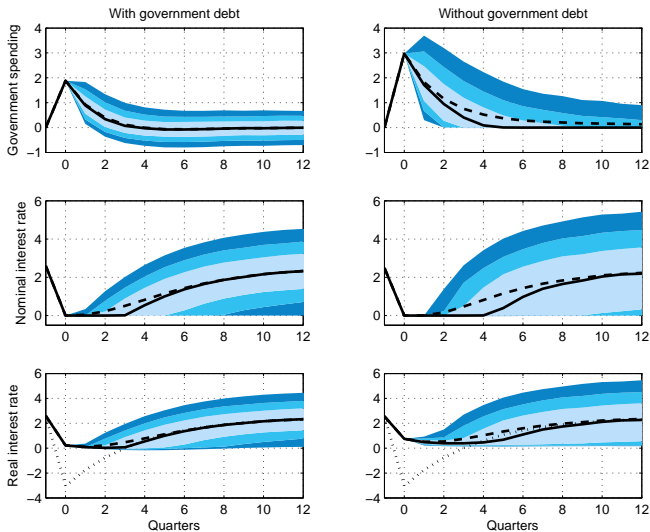 With government debt
Without government debt
Government spending
4
3
2
1
0
−1
0 2 4 6 8 10 12
4
3
2
1
0
−1
0 2 4 6 8 10 12
Nominal interest rate
6
4
2
0
0 2 4 6 8 10 12
6
4
2
0
0 2 4 6 8 10 12
Real interest rate
6
4
2
0
−2
−4
0 2 4 6 8 10 12
Quarters
6
4
2
0
−2
−4
0 2 4 6 8 10 12
Quarters